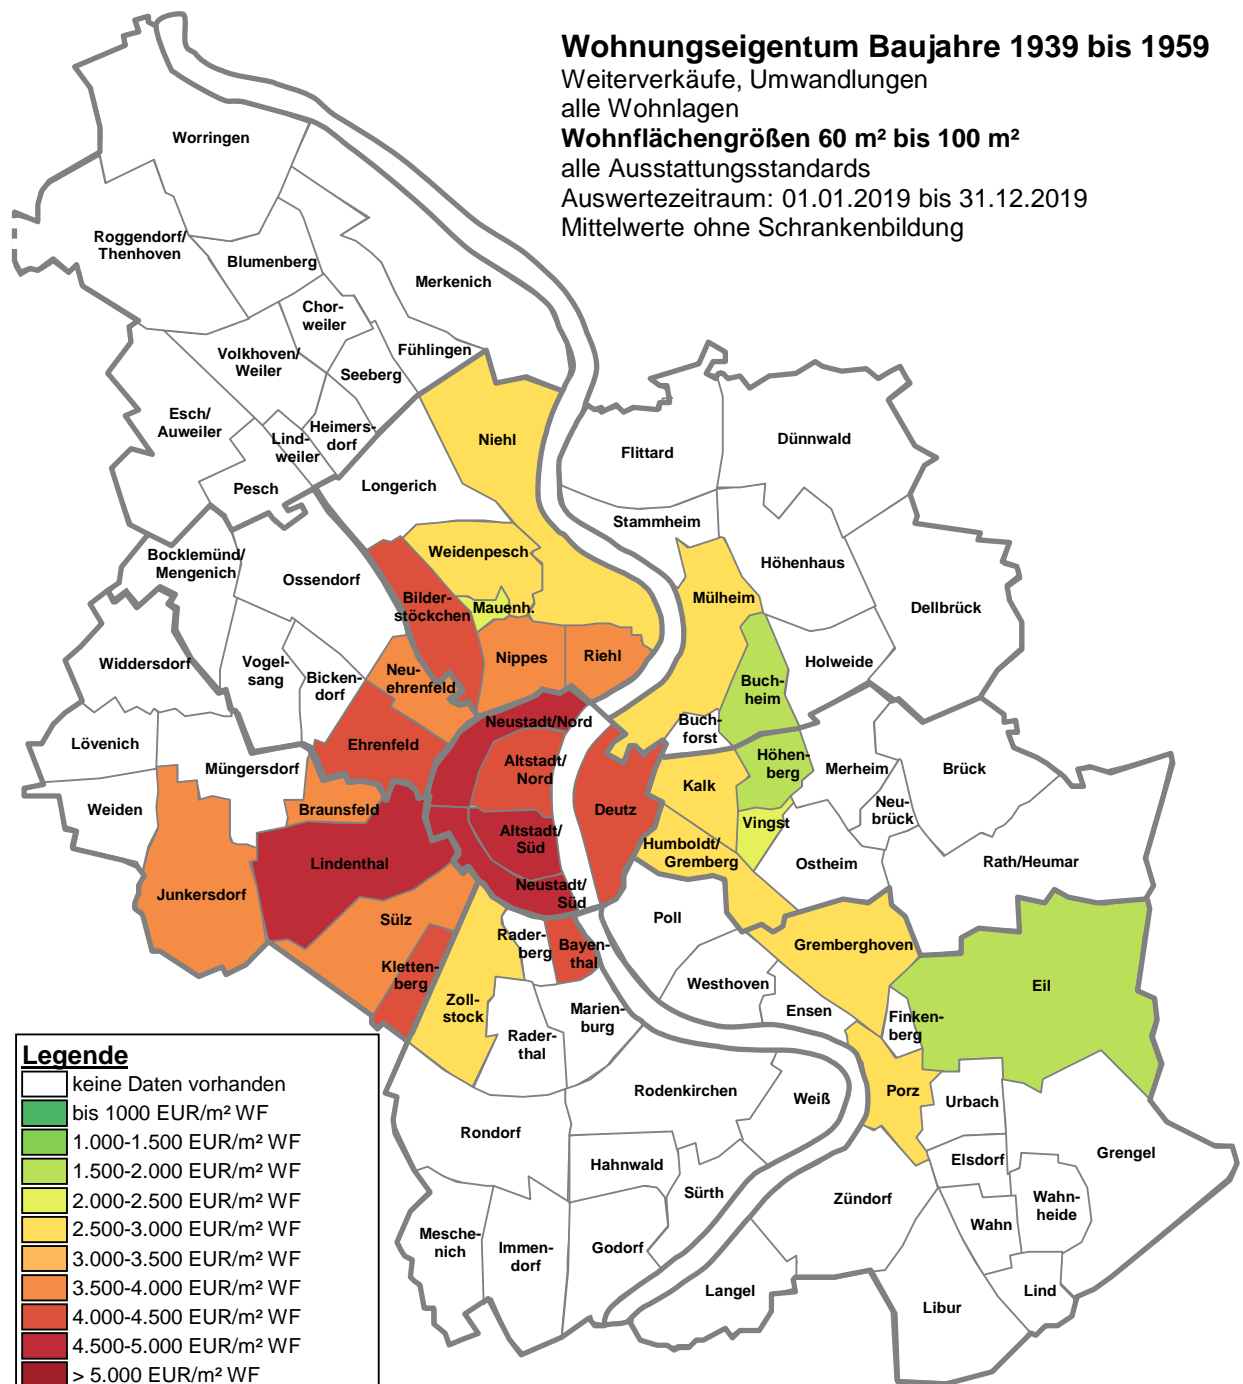 Wohnungseigentum Baujahre 1939 bis 1959
Weiterverkäufe, Umwandlungen
alle Wohnlagen
Wohnflächengrößen 60 m² bis 100 m²
alle Ausstattungsstandards
Auswertezeitraum: 01.01.2019 bis 31.12.2019
Mittelwerte ohne Schrankenbildung
Worringen
Roggendorf/
Thenhoven
Blumenberg
Merkenich
Chor-
weiler
Fühlingen
Volkhoven/
Weiler
Seeberg
Esch/
Auweiler
Heimers-
dorf
Lind-
weiler
Pesch
Niehl
Longerich
Flittard
Dünnwald
Stammheim
Höhenhaus
Dellbrück
Holweide
Bocklemünd/
Mengenich
Ossendorf
Weidenpesch
Bilder-
stöckchen
Mauenh.
Mülheim
Nippes
Riehl
Widdersdorf
Vogel-
sang
Bicken-
dorf
Neu-
ehrenfeld
Buch-
heim
Buch-
forst
Neustadt/Nord
Ehrenfeld
Altstadt/
Nord
Lövenich
Müngersdorf
Weiden
Braunsfeld
Deutz
Kalk
Höhen-
berg
Merheim
Brück
Neu-
brück
Vingst
Humboldt/
Gremberg
Ostheim
Rath/Heumar
Lindenthal
Altstadt/
Süd
Neustadt/
Süd
Junkersdorf
Sülz
Kletten-
berg
Rader-
berg
Bayen-
thal
Poll
Gremberghoven
Westhoven
Ensen
Finken-
berg
Eil
Zoll-
stock
Rader-
thal
Marien-
burg
Rodenkirchen
Weiß
Porz
Urbach
Elsdorf
Grengel
Rondorf
Hahnwald
Sürth
Zündorf
Wahn
Wahn-
heide
Mesche-
nich
Immen-
dorf
Godorf
Langel
Libur
Lind
Legende
keine Daten vorhanden
bis 1000 EUR/m² WF
1.000-1.500 EUR/m² WF
1.500-2.000 EUR/m² WF
2.000-2.500 EUR/m² WF
2.500-3.000 EUR/m² WF
3.000-3.500 EUR/m² WF
3.500-4.000 EUR/m² WF
4.000-4.500 EUR/m² WF
4.500-5.000 EUR/m² WF
> 5.000 EUR/m² WF